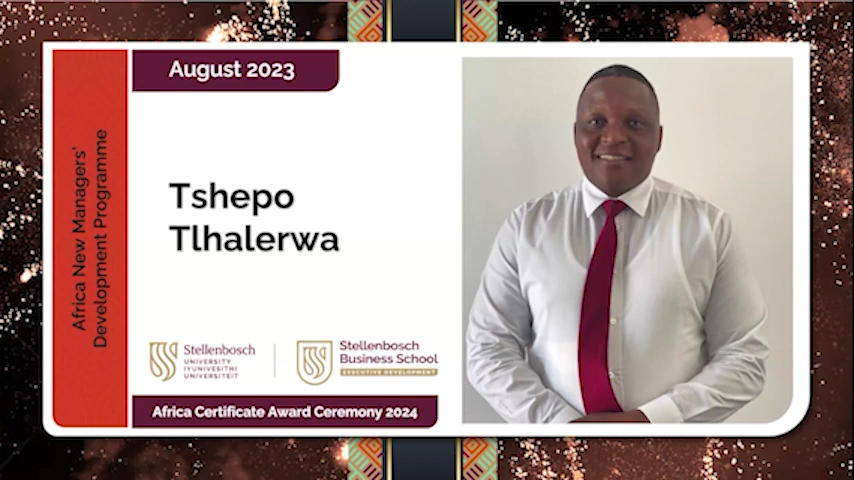 August 2023
Africa New Managers'
Development Programme
Tshepo
Tlhalerwa
Stellenbosch
UNIVERSITY
IYUNIVESITHI
UNIVERSITEIT
Stellenbosch
Business School
EXECUTIVE DEVELOPMENT
Africa Certificate Award Ceremony 2024